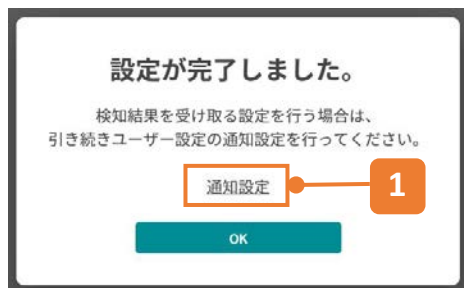 設定が完了しました。
検知結果を受け取る設定を行う場合は、
引き続きユーザー設定の通知設定を行ってください。
通知設定
1
OK